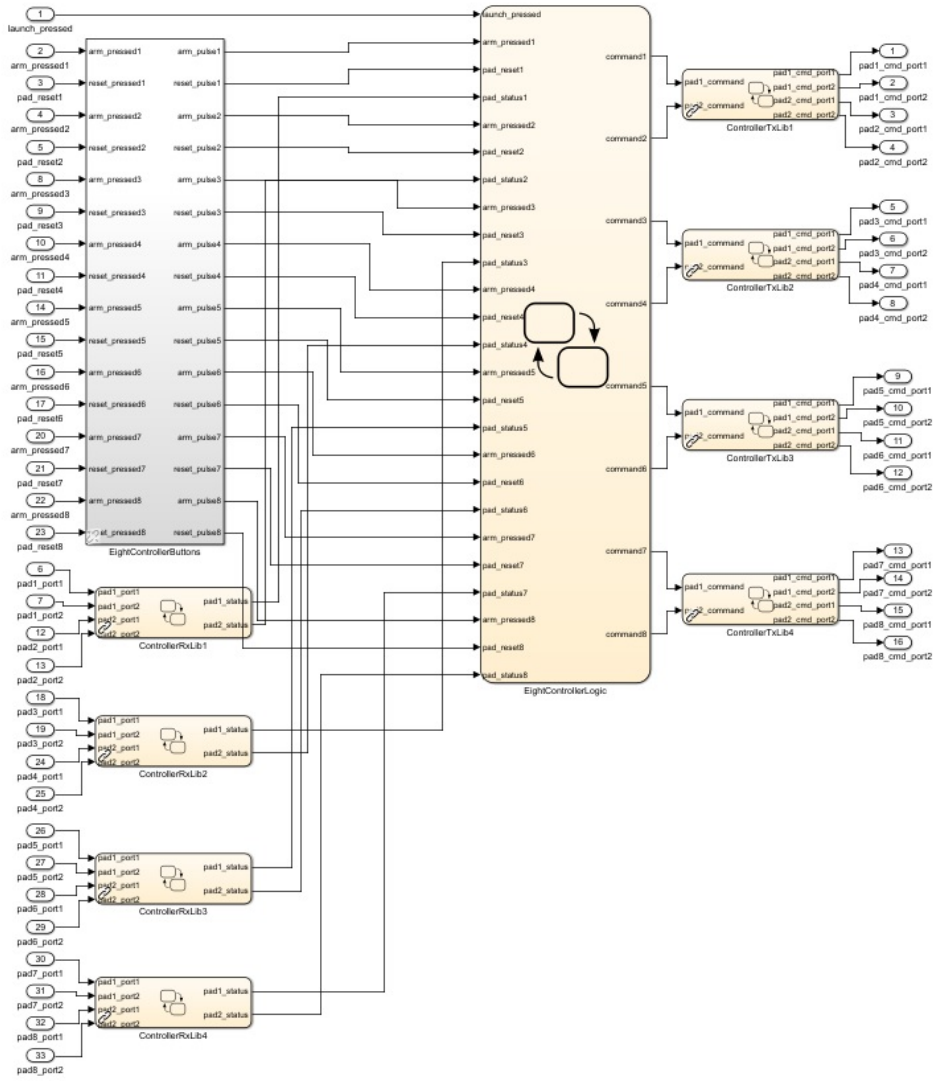 1
launch_pressed
2
arm_pressed1
3
pad_reset1
4
arm_pressed2
5
pad_reset2
8
arm_pressed3
9
pad_reset3
10
arm_pressed4
11
pad_reset4
14
arm_pressed5
15
pad_reset5
16
arm_pressed6
17
pad_reset6
20
arm_pressed7
21
pad_reset7
22
arm_pressed8
23
pad_reset8
arm_pressed1 arm_pulse1
reset_pressed1 reset_pulse1
arm_pressed2 arm_pulse2
reset_pressed2 reset_pulse2
arm_pressed3 arm_pulse3
reset_pressed3 reset_pulse3
arm_pressed4 arm_pulse4
reset_pressed4 reset_pulse4
arm_pressed5 arm_pulse5
reset_pressed5 reset_pulse5
arm_pressed6 arm_pulse6
reset_pressed6 reset_pulse6
arm_pressed7 arm_pulse7
reset_pressed7 reset_pulse7
arm_pressed8 arm_pulse8
et_pressed8 reset_pulse8
EightControllerButtons
6
pad1_port1
7
pad1_port2
12
pad2_port1
13
pad2_port2
pad1_port1
pad1_port2
pad2_port1
pad2_port2
pad1_status
pad2_status
ControllerRxLib1
18
pad3_port1
19
pad3_port2
24
pad4_port1
25
pad4_port2
pad1_port1
pad1_port2
pad2_port1
pad2_port2
pad1_status
pad2_status
ControllerRxLib2
26
pad5_port1
27
pad5_port2
28
pad6_port1
29
pad6_port2
pad1_port1
pad1_port2
pad2_port1
pad2_port2
pad1_status
pad2_status
ControllerRxLib3
30
pad7_port1
31
pad7_port2
32
pad8_port1
33
pad8_port2
pad1_port1
pad1_port2
pad2_port1
pad2_port2
pad1_status
pad2_status
ControllerRxLib4
launch_pressed
arm_pressed1
pad_reset1
pad_status1
arm_pressed2
pad_reset2
pad_status2
arm_pressed3
pad_reset3
pad_status3
arm_pressed4
pad_reset4
pad_status4
arm_pressed5
pad_reset5
pad_status5
arm_pressed6
pad_reset6
pad_status6
arm_pressed7
pad_reset7
pad_status7
arm_pressed8
pad_reset8
pad_status8
command1
command2
command3
command4
command5
command6
command7
command8
EightControllerLogic
pad1_command
pad2_command
pad1_cmd_port1
pad1_cmd_port2
pad2_cmd_port1
pad2_cmd_port2
ControllerTxLib1
1
pad1_cmd_port1
2
pad1_cmd_port2
3
pad2_cmd_port1
4
pad2_cmd_port2
pad1_command
pad2_command
pad1_cmd_port1
pad1_cmd_port2
pad2_cmd_port1
pad2_cmd_port2
ControllerTxLib2
5
pad3_cmd_port1
6
pad3_cmd_port2
7
pad4_cmd_port1
8
pad4_cmd_port2
pad1_command
pad2_command
pad1_cmd_port1
pad1_cmd_port2
pad2_cmd_port1
pad2_cmd_port2
ControllerTxLib3
9
pad5_cmd_port1
10
pad5_cmd_port2
11
pad6_cmd_port1
12
pad6_cmd_port2
pad1_command
pad2_command
pad1_cmd_port1
pad1_cmd_port2
pad2_cmd_port1
pad2_cmd_port2
ControllerTxLib4
13
pad7_cmd_port1
14
pad7_cmd_port2
15
pad8_cmd_port1
16
pad8_cmd_port2